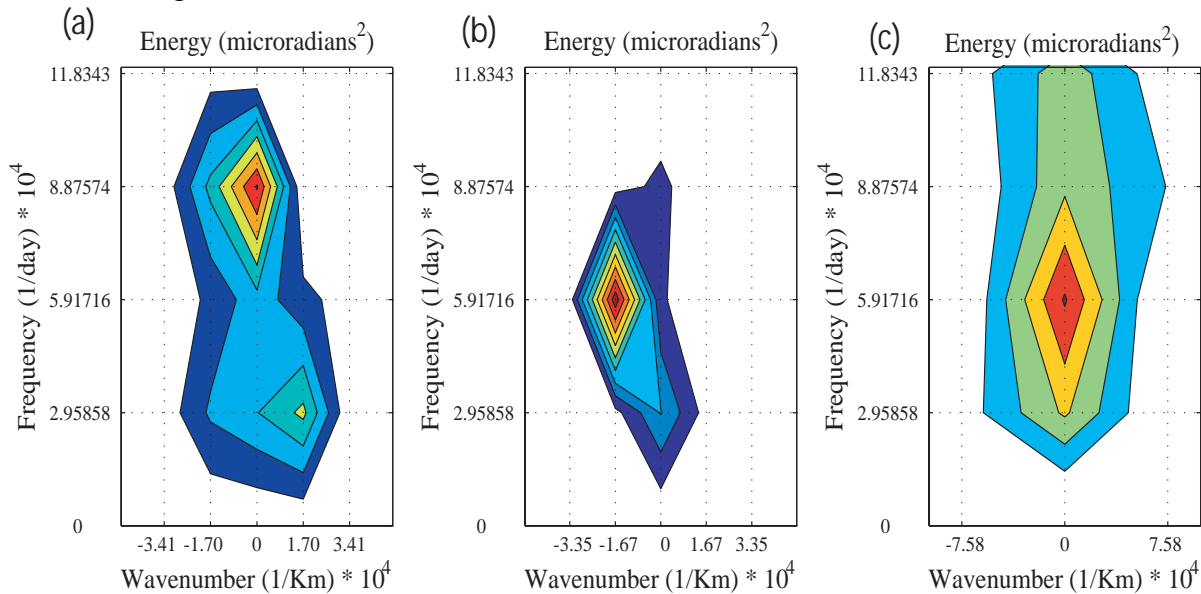 (a)
Energy (microradians²)
11.8343
8.87574
5.91716
2.95858
0
Frequency (1/day) * 10⁴
-3.41 -1.70 0 1.70 3.41
Wavenumber (1/Km) * 10⁴
(b)
Energy (microradians²)
11.8343
8.87574
5.91716
2.95858
0
Frequency (1/day) * 10⁴
-3.35 -1.67 0 1.67 3.35
Wavenumber (1/Km) * 10⁴
(c)
Energy (microradians²)
11.8343
8.87574
5.91716
2.95858
0
Frequency (1/day) * 10⁴
-7.58 0 7.58
Wavenumber (1/Km) * 10⁴